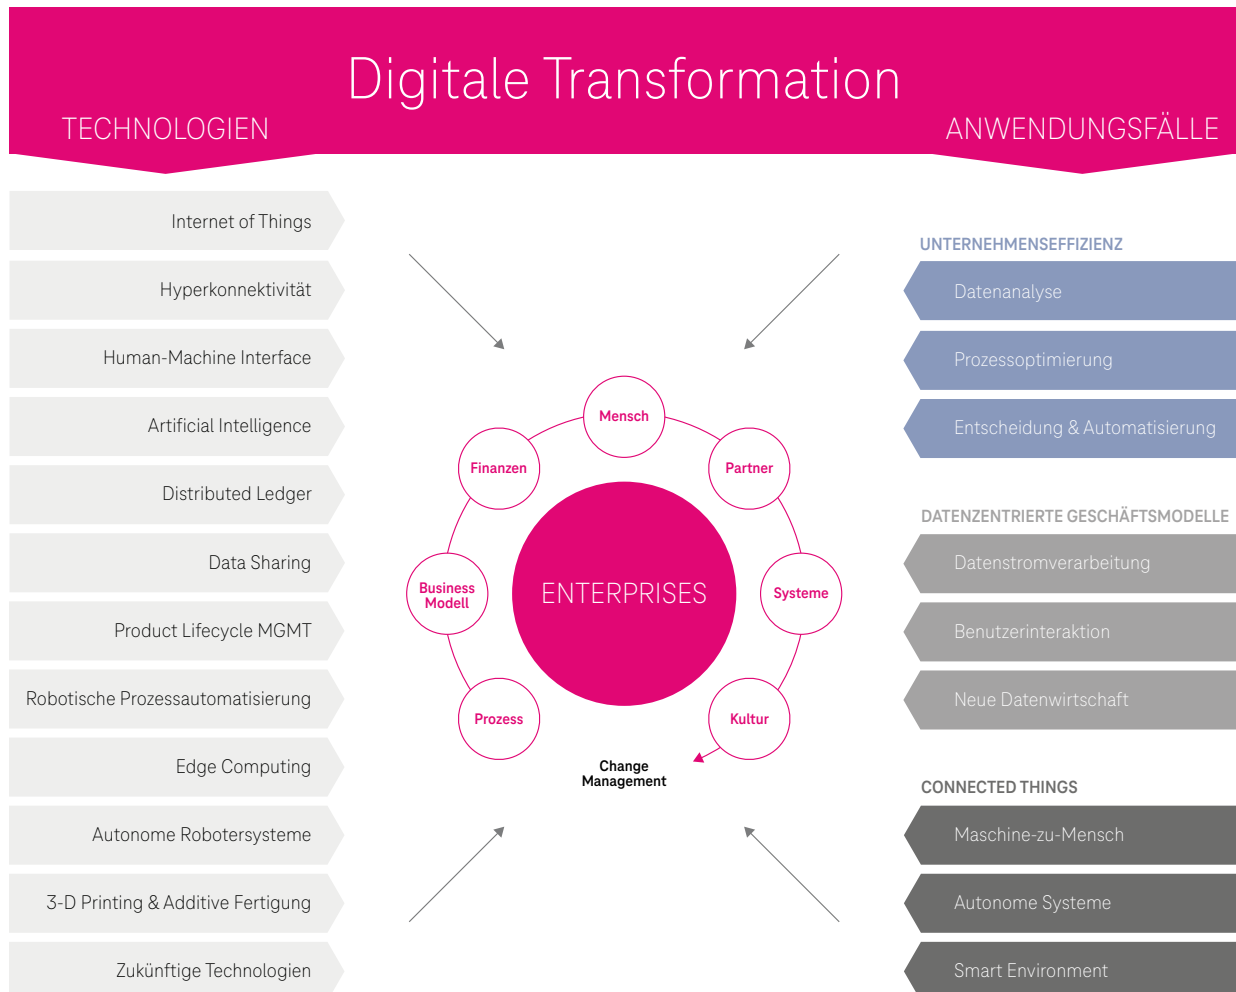 Digitale Transformation
TECHNOLOGIEN
ANWENDUNGSFÄLLE
Internet of Things
Hyperkonnektivität
Human-Machine Interface
Artificial Intelligence
Distributed Ledger
Data Sharing
Product Lifecycle MGMT
Robotische Prozessautomatisierung
Edge Computing
Autonome Robotersysteme
3-D Printing & Additive Fertigung
Zukünftige Technologien
Mensch
Finanzen
Partner
Business
Modell
ENTERPRISES
Systeme
Prozess
Kultur
Change
Management
UNTERNEHMENSEFFIZIENZ
Datenanalyse
Prozessoptimierung
Entscheidung & Automatisierung
DATENZENTRIERTE GESCHÄFTSMODELLE
Datenstromverarbeitung
Benutzerinteraktion
Neue Datenwirtschaft
CONNECTED THINGS
Maschine-zu-Mensch
Autonome Systeme
Smart Environment